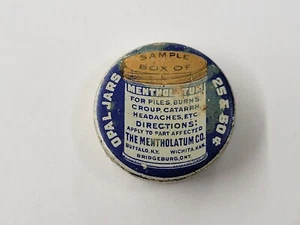 SAMPLE
BOX OF
MENTHOLATUM
FOR PILES, BURNS,
CROUP, CATARRH,
HEADACHES, ETC.
DIRECTIONS:
APPLY TO PART AFFECTED
THE MENTHOLATUM CO.
BUFFALO, N.Y. WICHITA, KAN.
BRIDGEBURG, ONT.
OPAL JARS
25 & 50¢